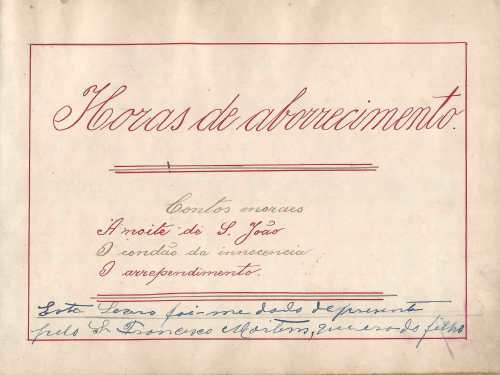 Horas de aborrecimento.
Contos moraes
A noite de S. João
O condão da innocencia
O arrependimento.
Este Livro foi-me dado de presente
pelo Sr Francisco Martins, que era do filho